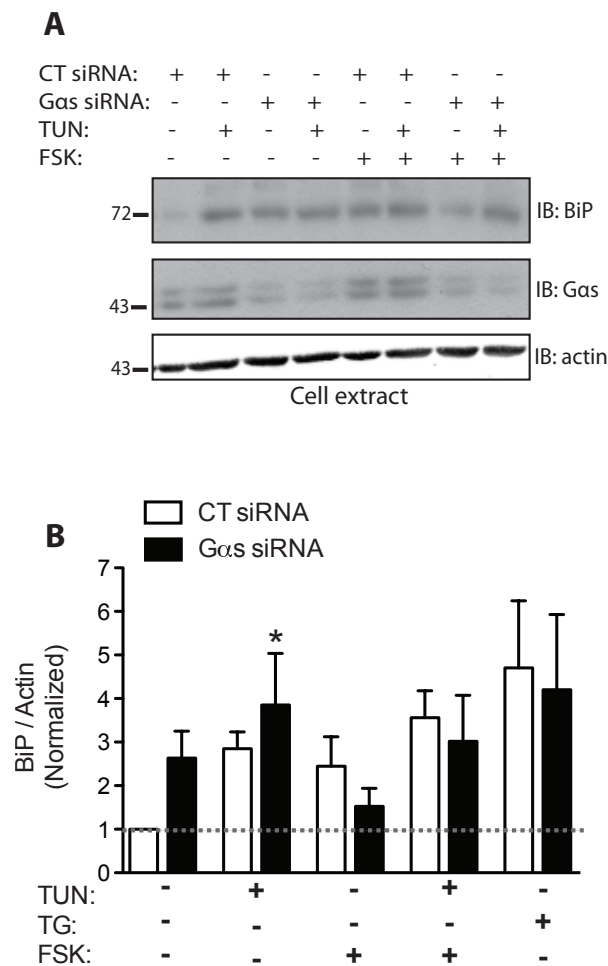 A
CT siRNA: + + - - + + - -
Gαs siRNA: - - + + - - + +
TUN: - + - + - + - +
FSK: - - - - + + + +
72 IB: BiP
IB: Gαs
43
43 IB: actin
Cell extract
CT siRNA
B Gαs siRNA
7
6
*
5
4
BiP / Actin
(Normalized)
3
2
1
0
TUN: - + - + -
TG: - - - - +
FSK: - - + + -